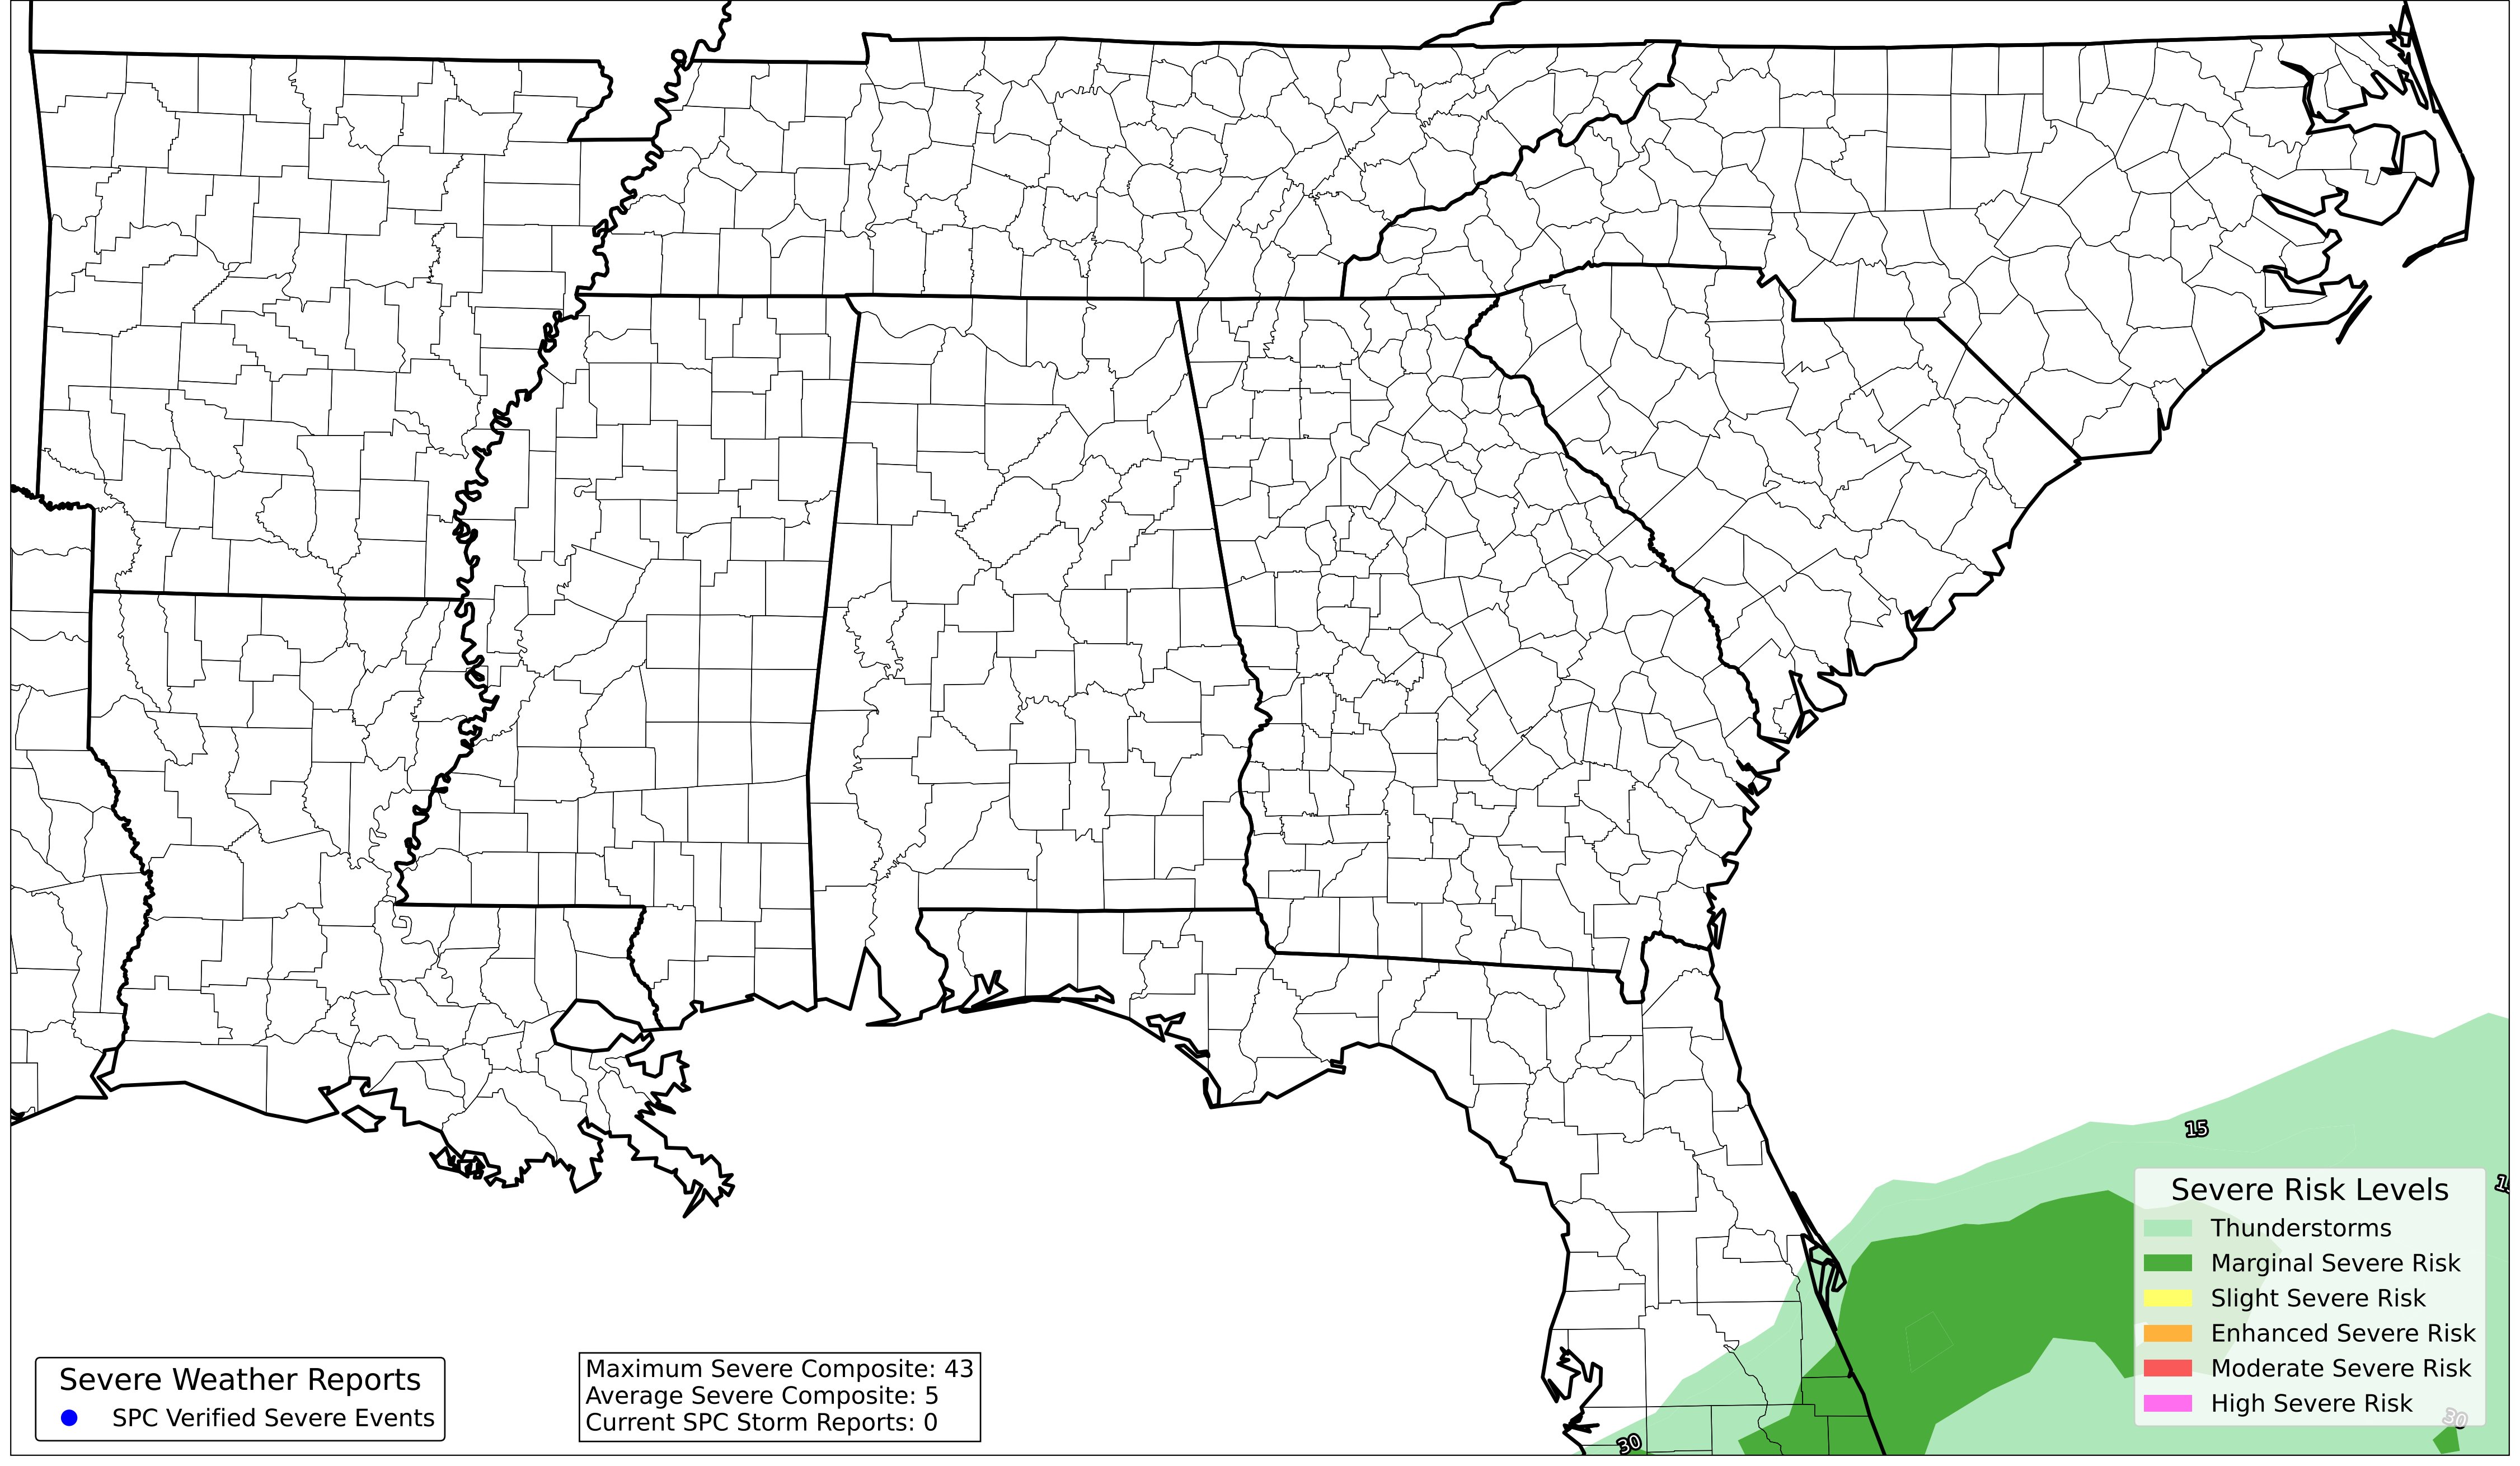 15
Severe Risk Levels
Thunderstorms
Marginal Severe Risk
Slight Severe Risk
Enhanced Severe Risk
Moderate Severe Risk
High Severe Risk
30
Severe Weather Reports
SPC Verified Severe Events
Maximum Severe Composite: 43
Average Severe Composite: 5
Current SPC Storm Reports: 0
30